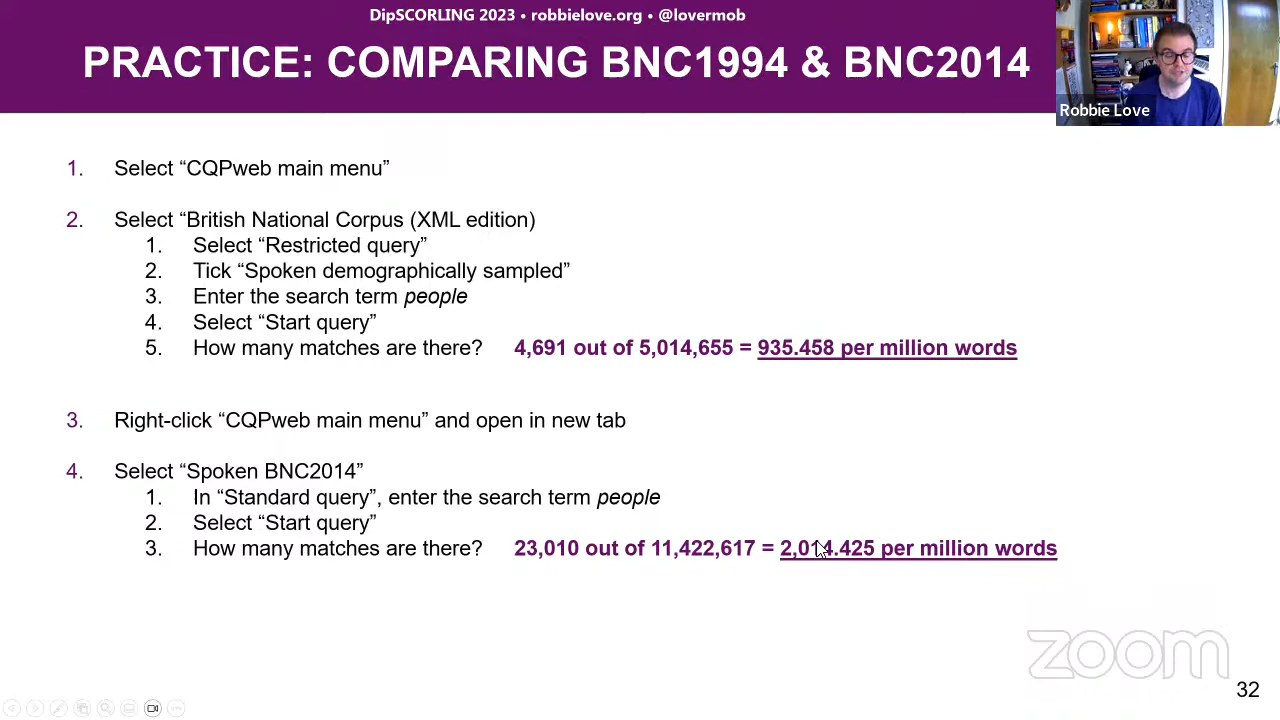 DipSCORLING 2023 • robbielove.org • @lovermob
PRACTICE: COMPARING BNC1994 & BNC2014
Robbie Love
1. Select “CQPweb main menu”
2. Select “British National Corpus (XML edition)
1. Select “Restricted query”
2. Tick “Spoken demographically sampled”
3. Enter the search term people
4. Select “Start query”
5. How many matches are there? 4,691 out of 5,014,655 = 935.458 per million words
3. Right-click “CQPweb main menu” and open in new tab
4. Select “Spoken BNC2014”
1. In “Standard query”, enter the search term people
2. Select “Start query”
3. How many matches are there? 23,010 out of 11,422,617 = 2,014.425 per million words
zoom
32